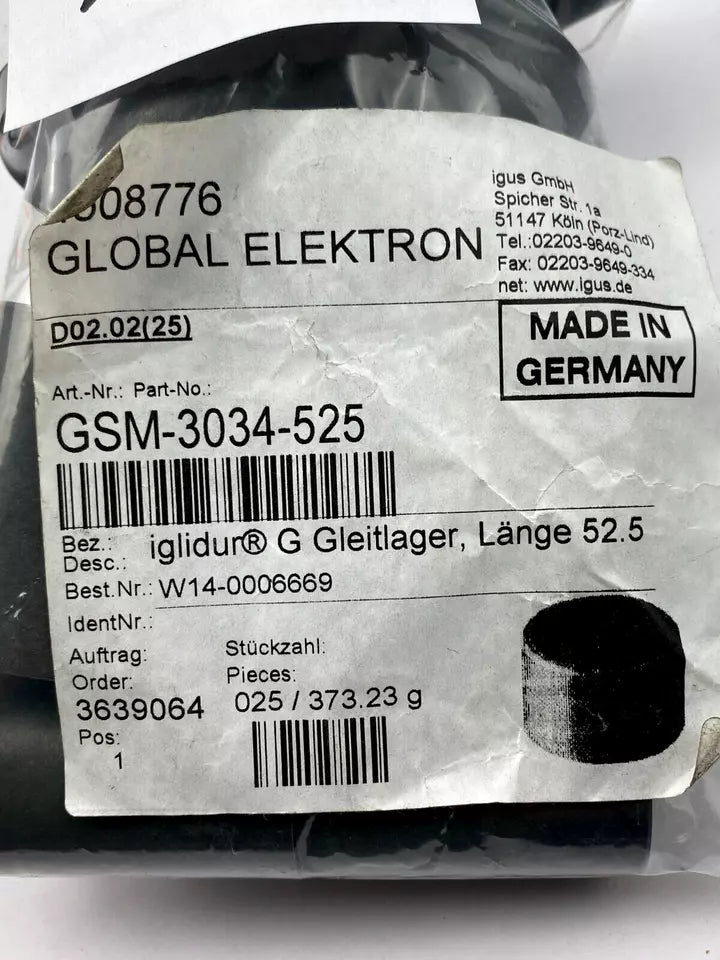 08776
GLOBAL ELEKTRON
igus GmbH
Spicher Str. 1a
51147 Köln (Porz-Lind)
Tel.:02203-9649-0
Fax: 02203-9649-334
net: www.igus.de
D02.02(25)
MADE IN
GERMANY
Art.-Nr.: Part-No.:
GSM-3034-525
Bez.: iglidur® G Gleitlager, Länge 52.5
Desc.:
Best.Nr.: W14-0006669
IdentNr.:
Auftrag: Stückzahl:
Order: Pieces:
3639064 025 / 373.23 g
Pos:
1